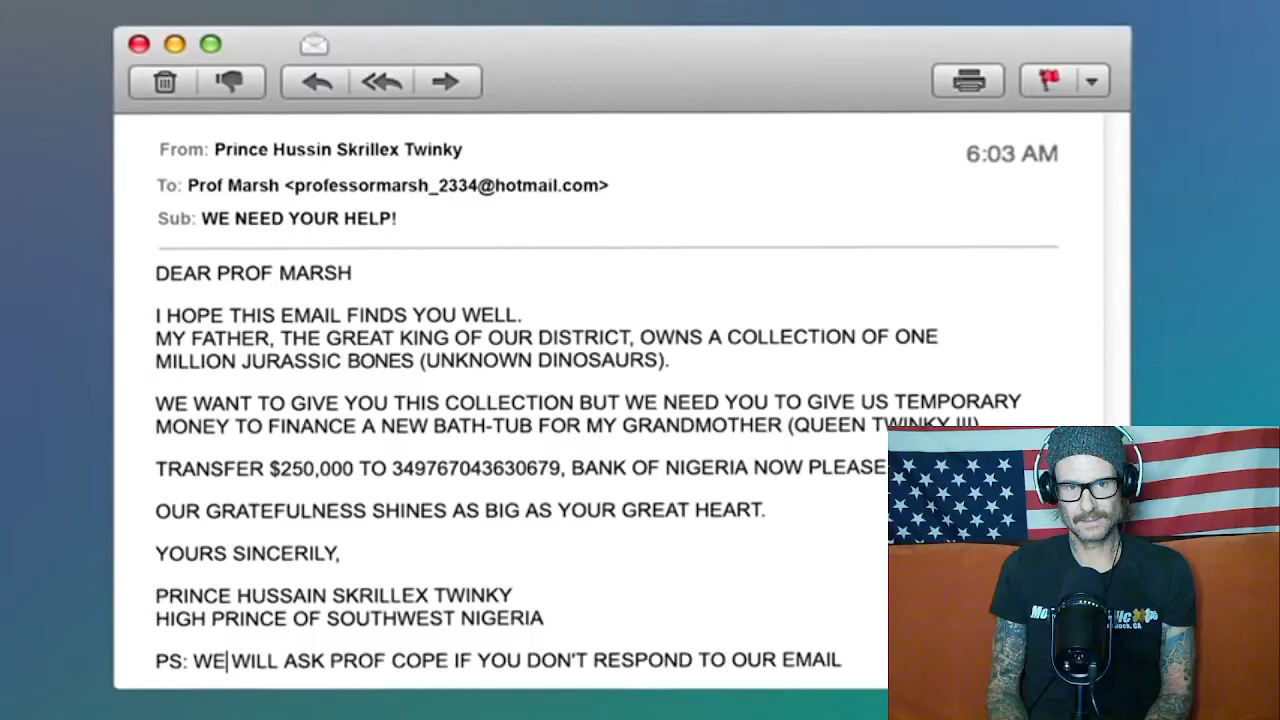 From: Prince Hussin Skrillex Twinky
6:03 AM
To: Prof Marsh <professormarsh_2334@hotmail.com>
Sub: WE NEED YOUR HELP!
DEAR PROF MARSH
I HOPE THIS EMAIL FINDS YOU WELL.
MY FATHER, THE GREAT KING OF OUR DISTRICT, OWNS A COLLECTION OF ONE
MILLION JURASSIC BONES (UNKNOWN DINOSAURS).
WE WANT TO GIVE YOU THIS COLLECTION BUT WE NEED YOU TO GIVE US TEMPORARY
MONEY TO FINANCE A NEW BATH-TUB FOR MY GRANDMOTHER (QUEEN TWINKY III)
TRANSFER $250,000 TO 349767043630679, BANK OF NIGERIA NOW PLEASE
OUR GRATEFULNESS SHINES AS BIG AS YOUR GREAT HEART.
YOURS SINCERILY,
PRINCE HUSSAIN SKRILLEX TWINKY
HIGH PRINCE OF SOUTHWEST NIGERIA
PS: WE WILL ASK PROF COPE IF YOU DON'T RESPOND TO OUR EMAIL